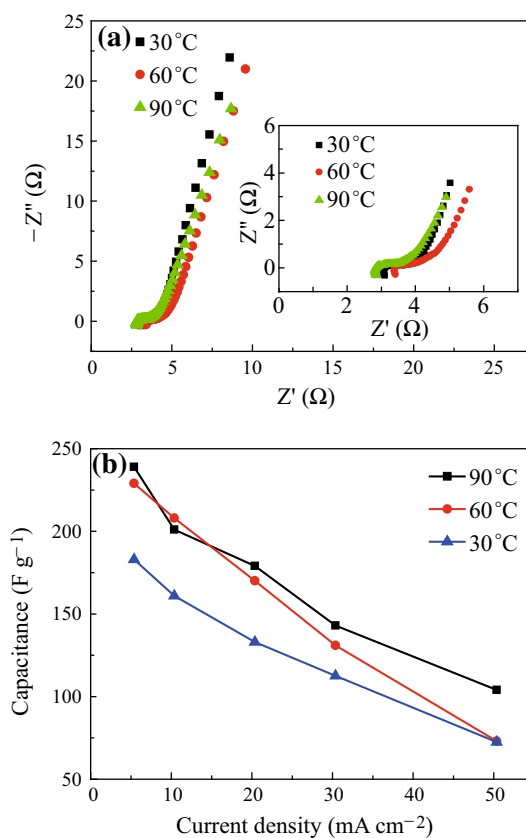 (a)
30°C
60°C
90°C
25
20
15
10
5
0
−Z″ (Ω)
0 5 10 15 20 25
Z′ (Ω)
30°C
60°C
90°C
6
4
2
0
Z″ (Ω)
0 2 4 6
Z′ (Ω)
(b)
90°C
60°C
30°C
250
200
150
100
50
Capacitance (F g−1)
0 10 20 30 40 50
Current density (mA cm−2)